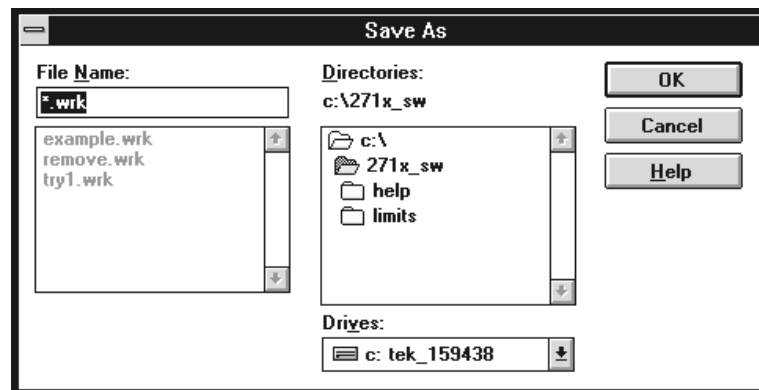 Save As
File Name:
*.wrk
example.wrk
remove.wrk
try1.wrk
Directories:
c:\271x_sw
c:\
271x_sw
help
limits
Drives:
c: tek_159438
OK
Cancel
Help